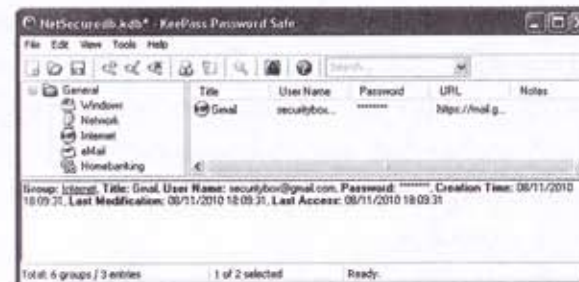 NetSecuredb.kdb* - KeePass Password Safe
File Edit View Tools Help
Search...
General
Windows
Network
Internet
eMail
Homebanking
Title User Name Password URL Notes
Gmail securitybox... ******** https://mail.g...
Group: Internet, Title: Gmail, User Name: securitybox@gmail.com, Password: ********, Creation Time: 08/11/2010
18:09:31, Last Modification: 08/11/2010 18:09:31, Last Access: 08/11/2010 18:09:31
Total: 6 groups / 3 entries 1 of 2 selected Ready.